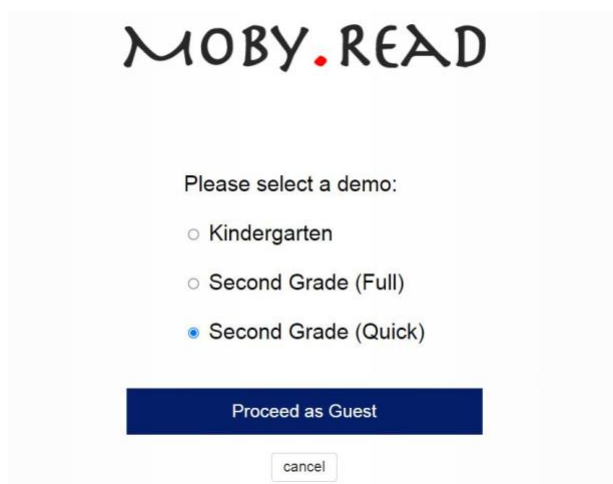 MOBY.READ
Please select a demo:
Kindergarten
Second Grade (Full)
Second Grade (Quick)
Proceed as Guest
cancel